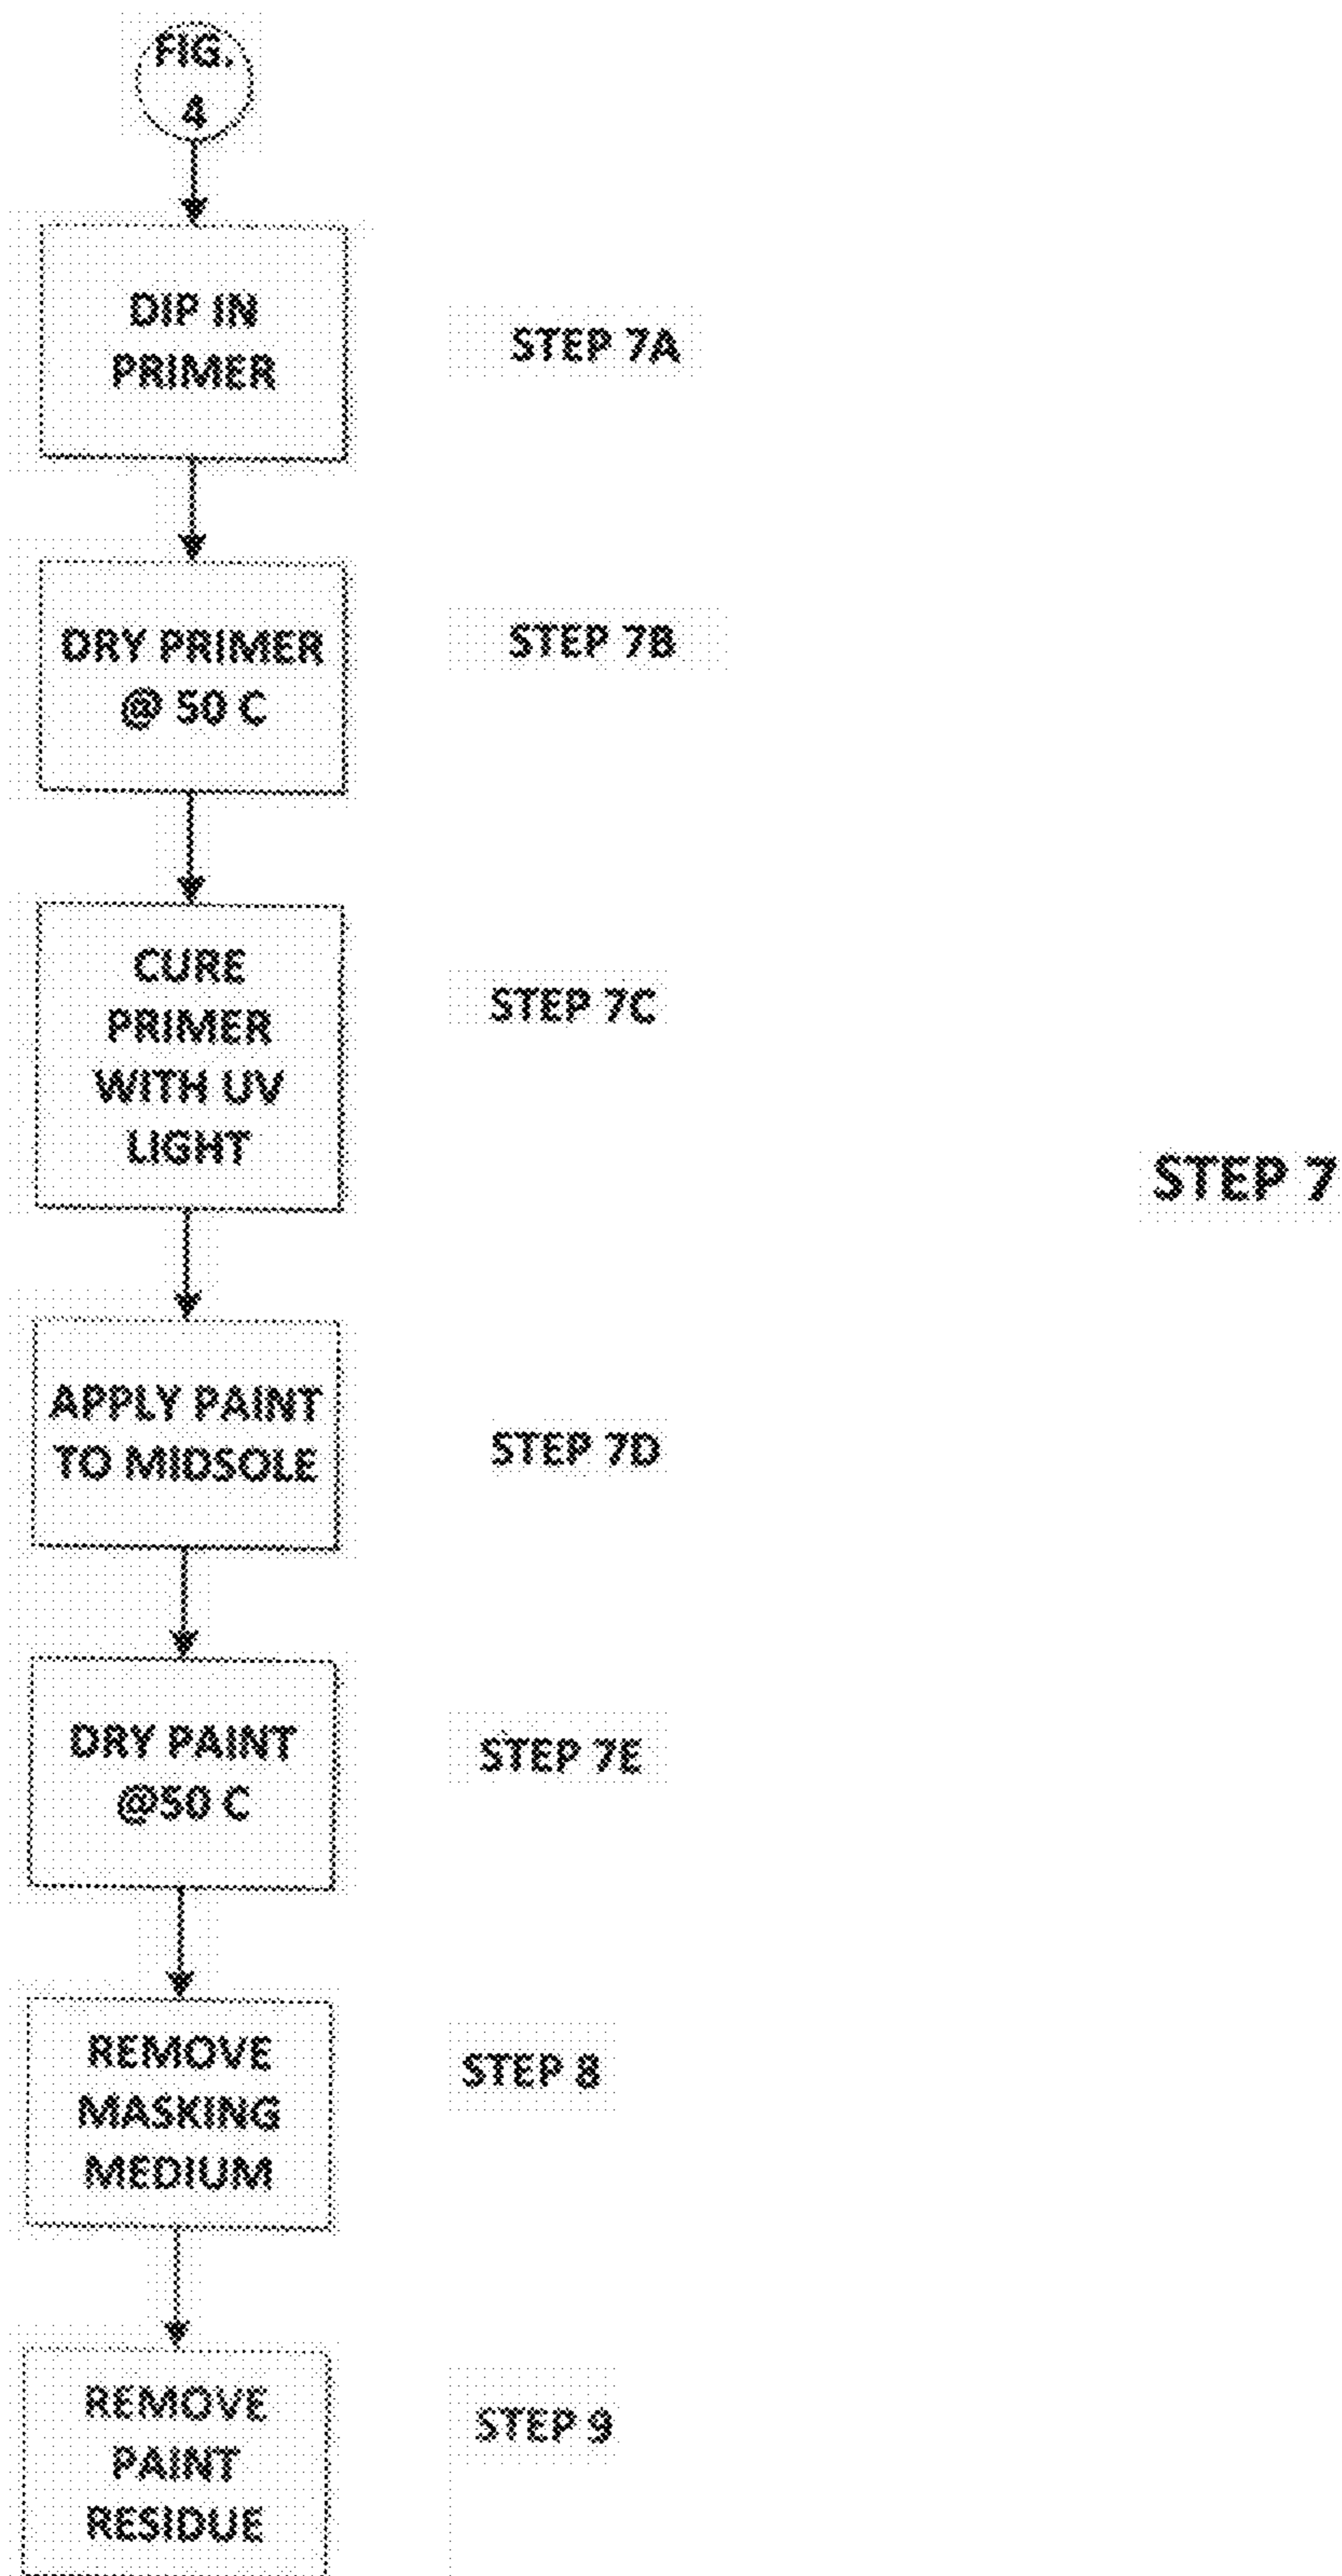 FIG.
4
DIP IN
PRIMER
STEP 7A
DRY PRIMER
@ 50 C
STEP 7B
CURE
PRIMER
WITH UV
LIGHT
STEP 7C
STEP 7
APPLY PAINT
TO MIDSOLE
STEP 7D
DRY PAINT
@50 C
STEP 7E
REMOVE
MASKING
MEDIUM
STEP 8
REMOVE
PAINT
RESIDUE
STEP 9